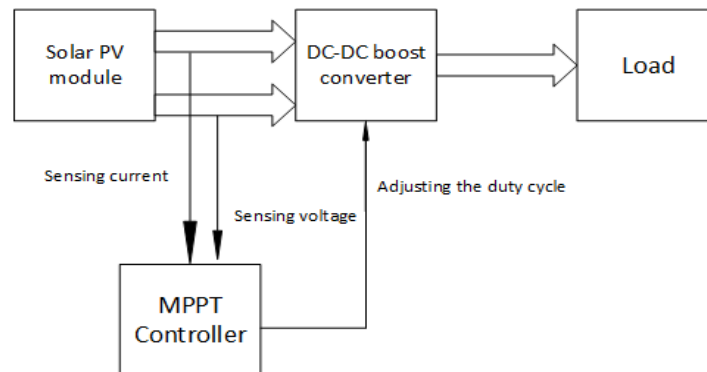 Solar PV
module
DC-DC boost
converter
Load
Sensing current
Adjusting the duty cycle
Sensing voltage
MPPT
Controller